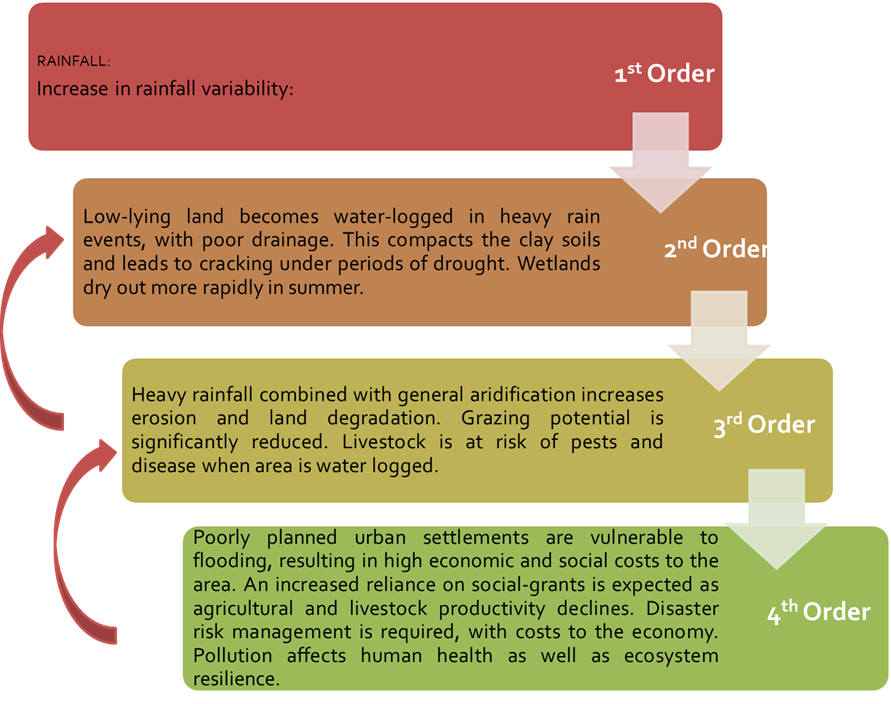 RAINFALL:
Increase in rainfall variability:
1st Order
Low-lying land becomes water-logged in heavy rain
events, with poor drainage. This compacts the clay soils
and leads to cracking under periods of drought. Wetlands
dry out more rapidly in summer.
2nd Order
Heavy rainfall combined with general aridification increases
erosion and land degradation. Grazing potential is
significantly reduced. Livestock is at risk of pests and
disease when area is water logged.
3rd Order
Poorly planned urban settlements are vulnerable to
flooding, resulting in high economic and social costs to the
area. An increased reliance on social-grants is expected as
agricultural and livestock productivity declines. Disaster
risk management is required, with costs to the economy.
Pollution affects human health as well as ecosystem
resilience.
4th Order